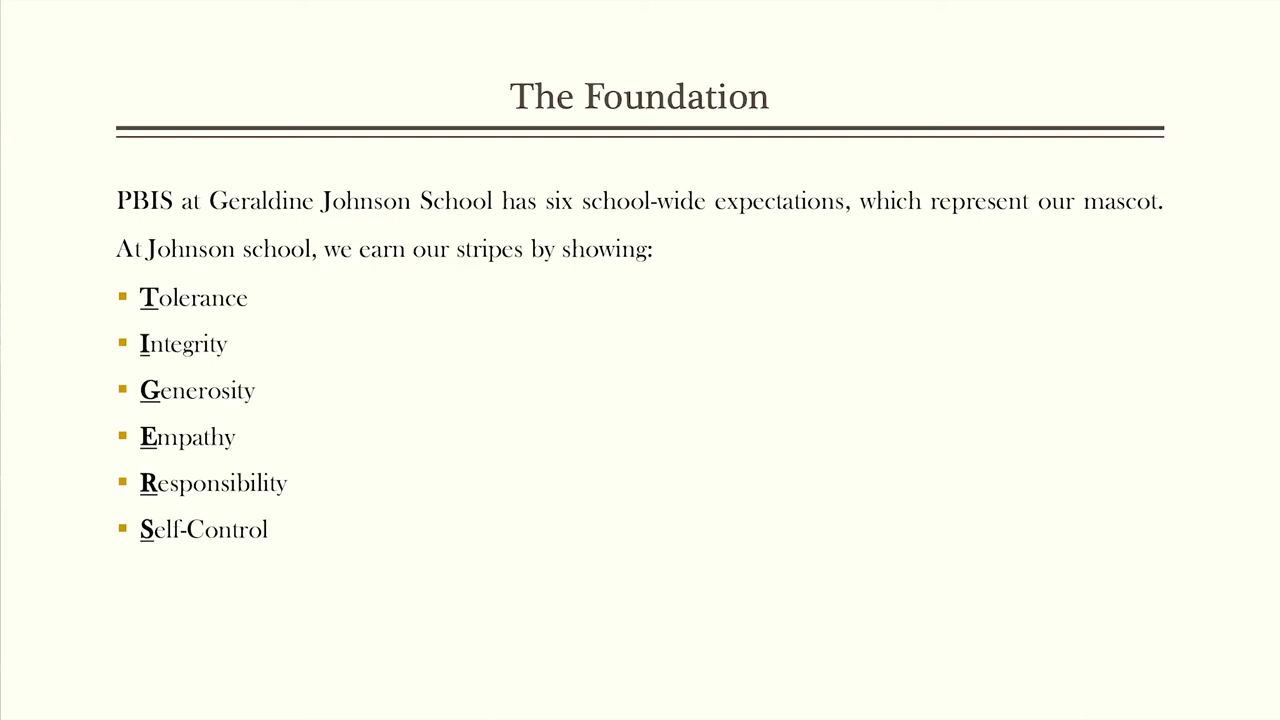 The Foundation
PBIS at Geraldine Johnson School has six school-wide expectations, which represent our mascot.
At Johnson school, we earn our stripes by showing:
▪ Tolerance
▪ Integrity
▪ Generosity
▪ Empathy
▪ Responsibility
▪ Self-Control